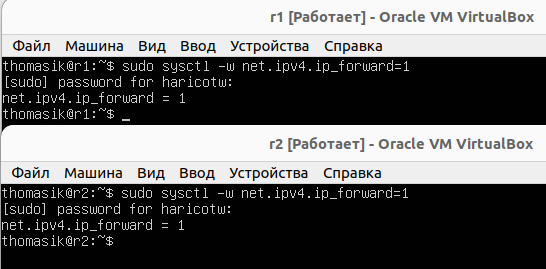 r1 [Работает] - Oracle VM VirtualBox
Файл Машина Вид Ввод Устройства Справка
thomasik@r1:~$ sudo sysctl -w net.ipv4.ip_forward=1
[sudo] password for haricotw:
net.ipv4.ip_forward = 1
thomasik@r1:~$ _
r2 [Работает] - Oracle VM VirtualBox
Файл Машина Вид Ввод Устройства Справка
thomasik@r2:~$ sudo sysctl -w net.ipv4.ip_forward=1
[sudo] password for haricotw:
net.ipv4.ip_forward = 1
thomasik@r2:~$